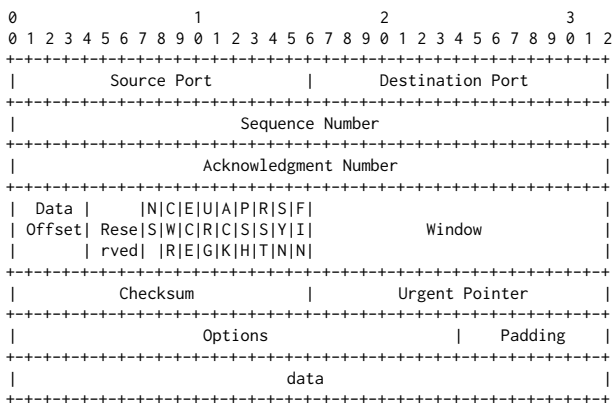 0                   1                   2                   3
0 1 2 3 4 5 6 7 8 9 0 1 2 3 4 5 6 7 8 9 0 1 2 3 4 5 6 7 8 9 0 1 2
+-+-+-+-+-+-+-+-+-+-+-+-+-+-+-+-+-+-+-+-+-+-+-+-+-+-+-+-+-+-+-+-+
|          Source Port          |       Destination Port        |
+-+-+-+-+-+-+-+-+-+-+-+-+-+-+-+-+-+-+-+-+-+-+-+-+-+-+-+-+-+-+-+-+
|                        Sequence Number                        |
+-+-+-+-+-+-+-+-+-+-+-+-+-+-+-+-+-+-+-+-+-+-+-+-+-+-+-+-+-+-+-+-+
|                    Acknowledgment Number                      |
+-+-+-+-+-+-+-+-+-+-+-+-+-+-+-+-+-+-+-+-+-+-+-+-+-+-+-+-+-+-+-+-+
|  Data |     |N|C|E|U|A|P|R|S|F|                               |
| Offset| Rese|S|W|C|R|C|S|S|Y|I|            Window             |
|       | rved| |R|E|G|K|H|T|N|N|                               |
+-+-+-+-+-+-+-+-+-+-+-+-+-+-+-+-+-+-+-+-+-+-+-+-+-+-+-+-+-+-+-+-+
|           Checksum            |         Urgent Pointer        |
+-+-+-+-+-+-+-+-+-+-+-+-+-+-+-+-+-+-+-+-+-+-+-+-+-+-+-+-+-+-+-+-+
|                    Options                    |    Padding    |
+-+-+-+-+-+-+-+-+-+-+-+-+-+-+-+-+-+-+-+-+-+-+-+-+-+-+-+-+-+-+-+-+
|                             data                              |
+-+-+-+-+-+-+-+-+-+-+-+-+-+-+-+-+-+-+-+-+-+-+-+-+-+-+-+-+-+-+-+-+